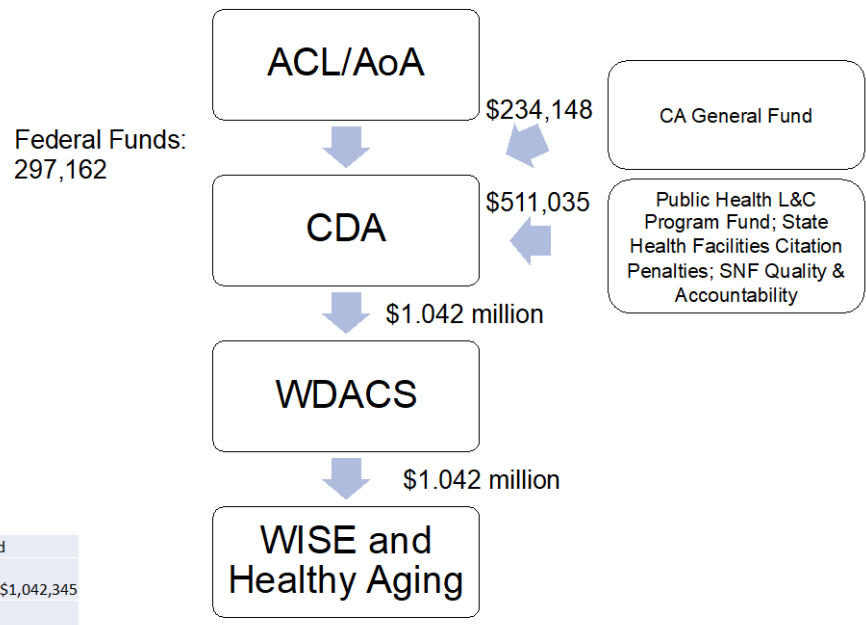 ACL/AoA
$234,148
CA General Fund
Federal Funds:
297,162
$511,035
Public Health L&C
Program Fund; State
Health Facilities Citation
Penalties; SNF Quality &
Accountability
CDA
$1.042 million
WDACS
$1.042 million
WISE and
Healthy Aging
$1,042,345